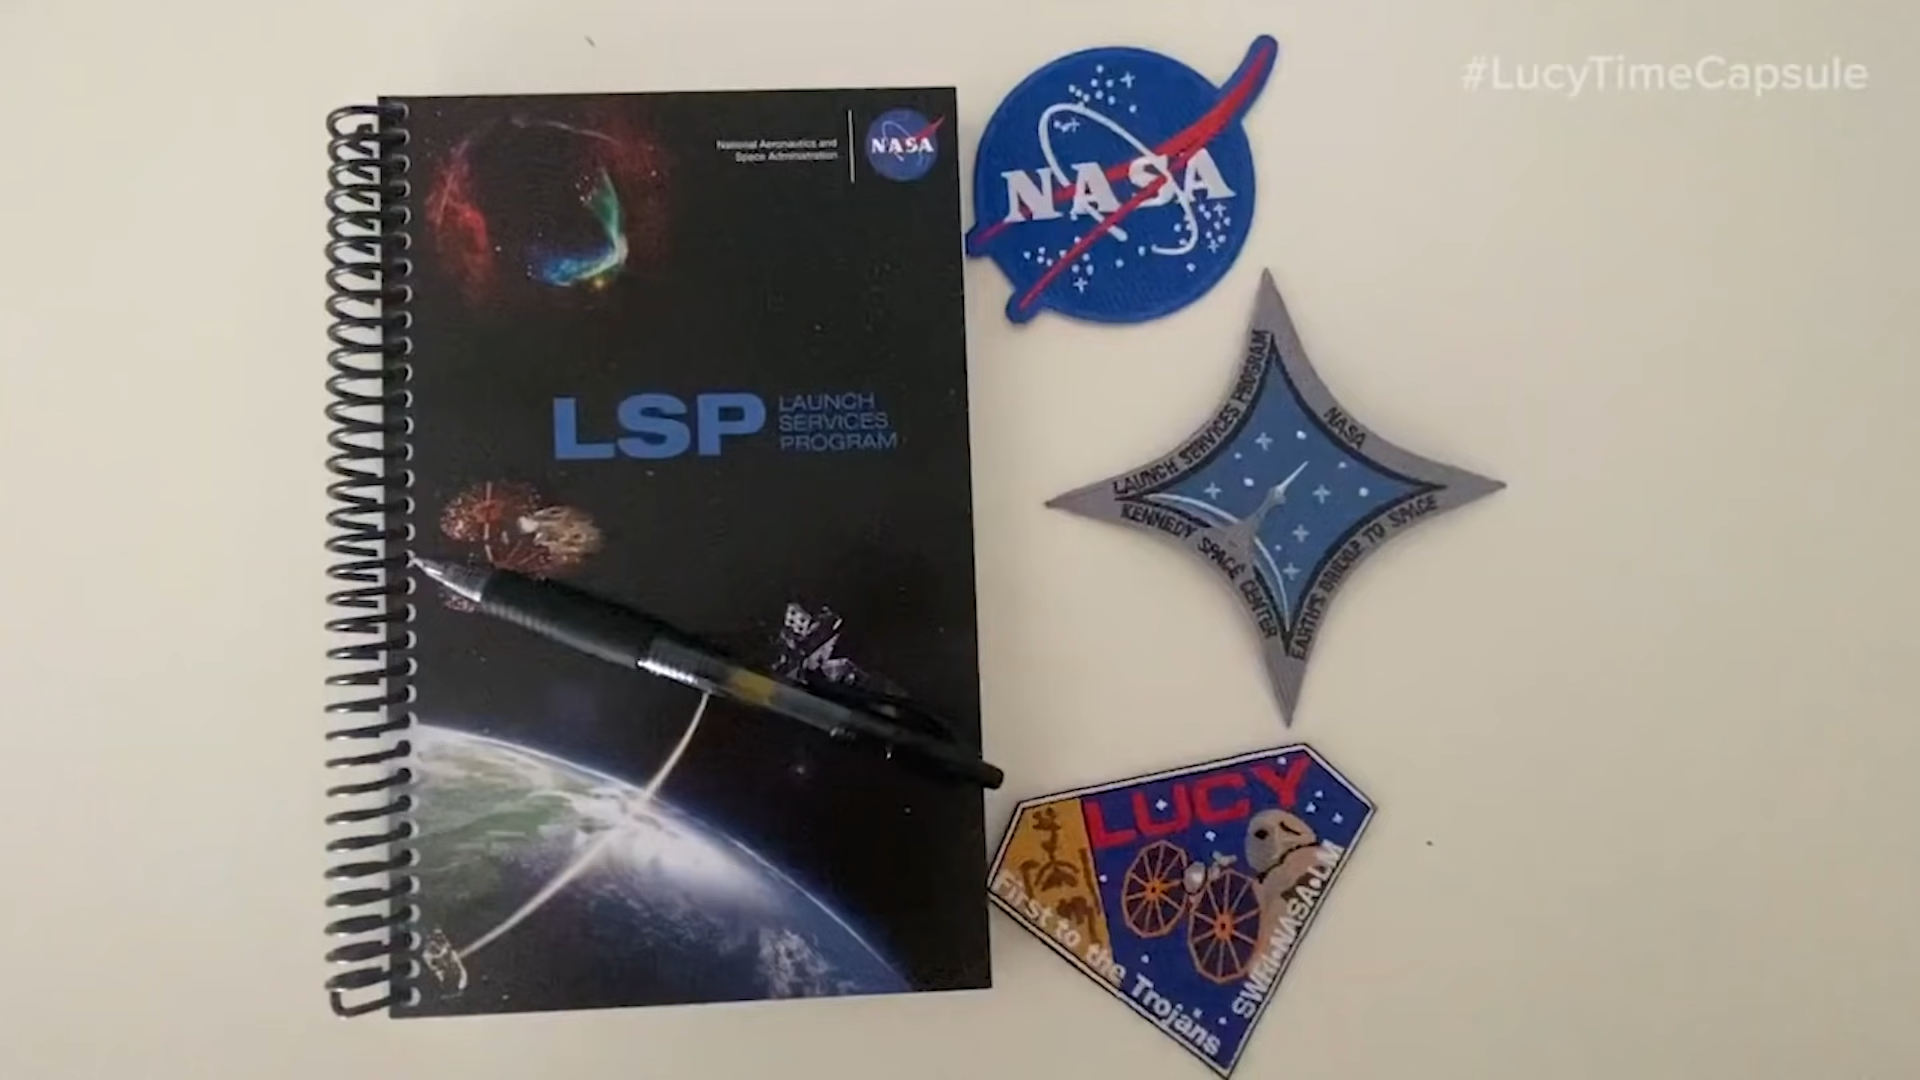 #LucyTimeCapsule
National Aeronautics and
Space Administration
NASA
LSP
LAUNCH
SERVICES
PROGRAM
NASA
LAUNCH SERVICES PROGRAM
NASA
KENNEDY SPACE CENTER
EARTH'S BRIDGE TO SPACE
LUCY
First to the Trojans
SWRI•NASA•LM